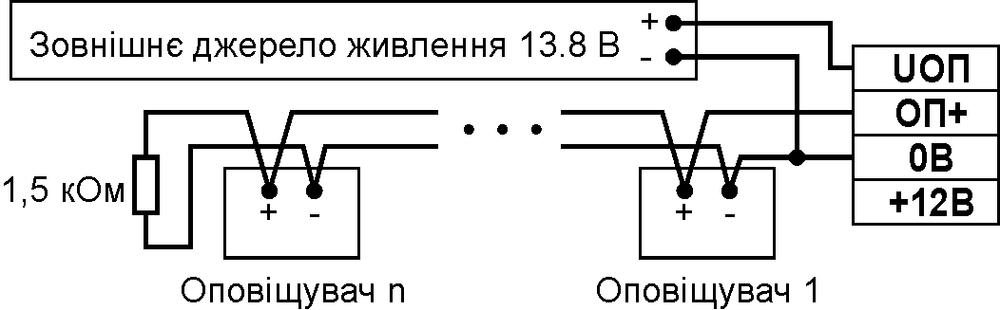 Зовнішнє джерело живлення 13.8 В
+
-
UОП
ОП+
0В
+12В
1,5 кОм
+ -
+ -
Оповіщувач n
Оповіщувач 1